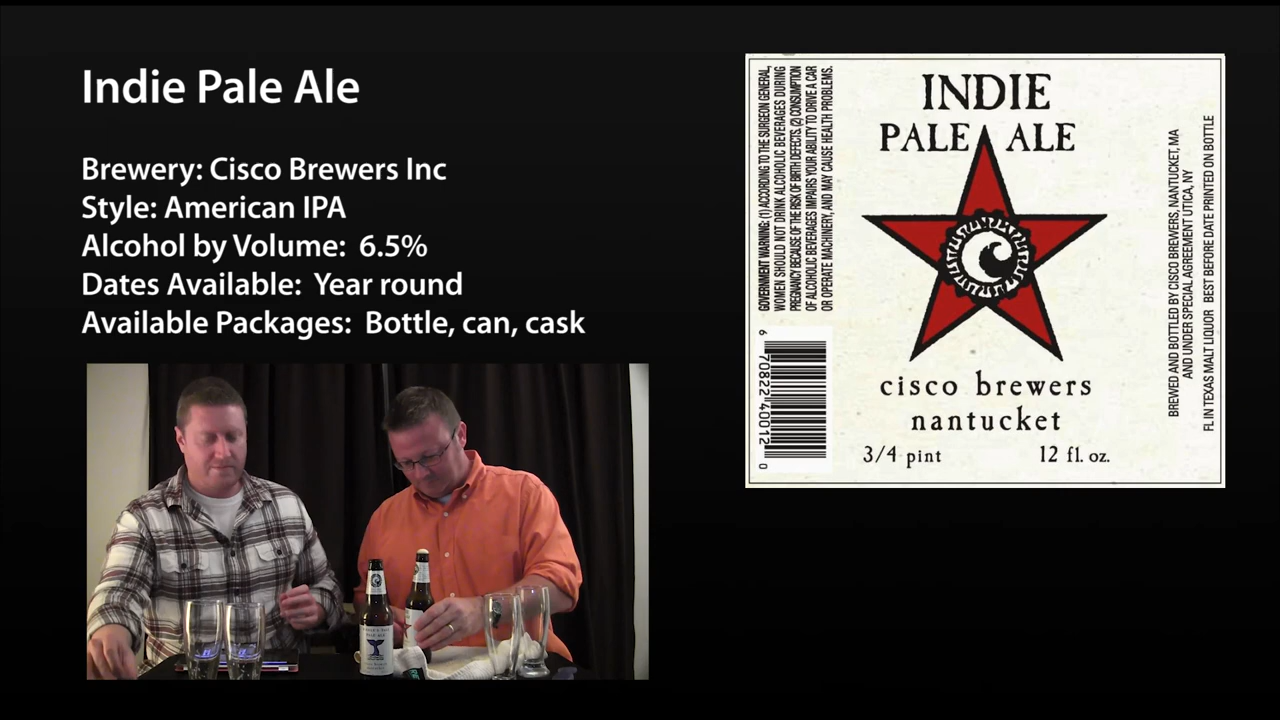 Indie Pale Ale
Brewery: Cisco Brewers Inc
Style: American IPA
Alcohol by Volume:  6.5%
Dates Available:  Year round
Available Packages:  Bottle, can, cask
GOVERNMENT WARNING: (1) ACCORDING TO THE SURGEON GENERAL,
WOMEN SHOULD NOT DRINK ALCOHOLIC BEVERAGES DURING
PREGNANCY BECAUSE OF THE RISK OF BIRTH DEFECTS. (2) CONSUMPTION
OF ALCOHOLIC BEVERAGES IMPAIRS YOUR ABILITY TO DRIVE A CAR
OR OPERATE MACHINERY, AND MAY CAUSE HEALTH PROBLEMS.
6 70822 40012 0
INDIE
PALE ALE
cisco brewers
nantucket
3/4 pint 12 fl. oz.
BREWED AND BOTTLED BY CISCO BREWERS, NANTUCKET, MA
AND UNDER SPECIAL AGREEMENT UTICA, NY
FL IN TEXAS MALT LIQUOR  BEST BEFORE DATE PRINTED ON BOTTLE